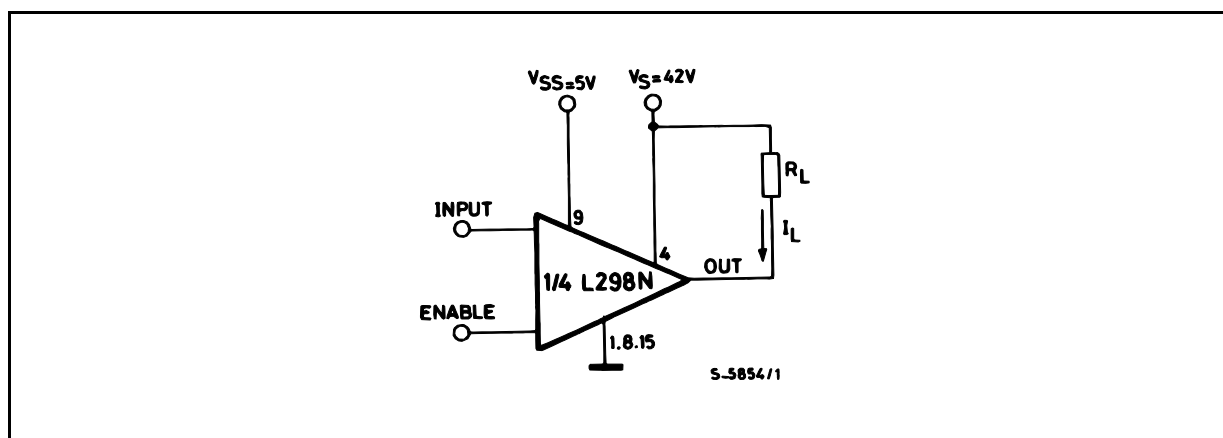 VSS=5V VS=42V
RL
INPUT 9
IL
4
OUT
1/4 L298N
ENABLE
1.8.15
S-5854/1